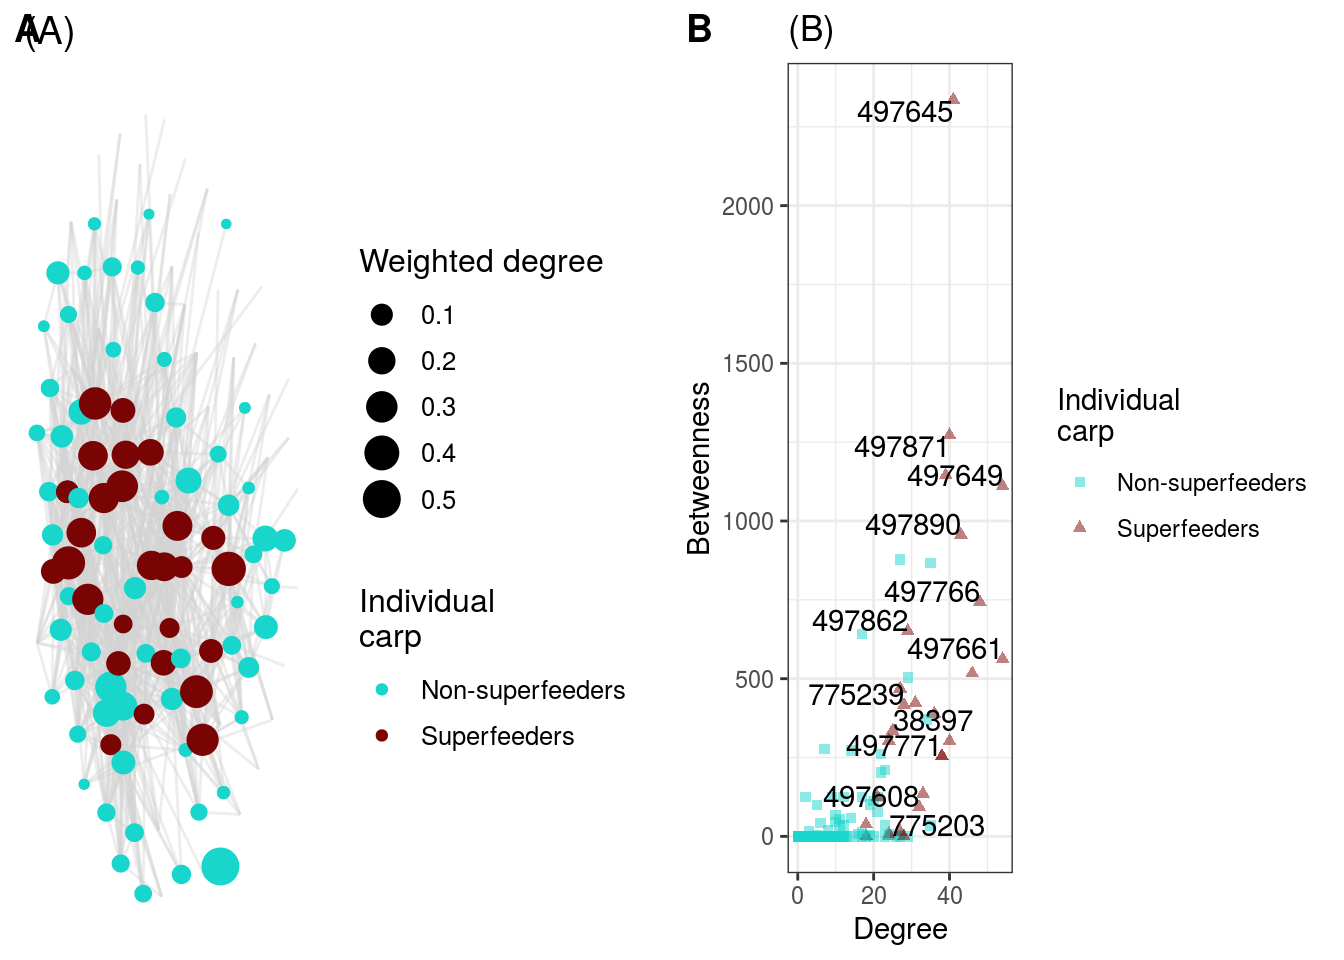 A
(A)
Weighted degree
0.1
0.2
0.3
0.4
0.5
Individual
carp
Non-superfeeders
Superfeeders
B
(B)
Betweenness
2000
1500
1000
500
0
497645
497871
497649
497890
497766
497862
497661
775239
38397
497771
497608
775203
0 20 40
Degree
Individual
carp
Non-superfeeders
Superfeeders